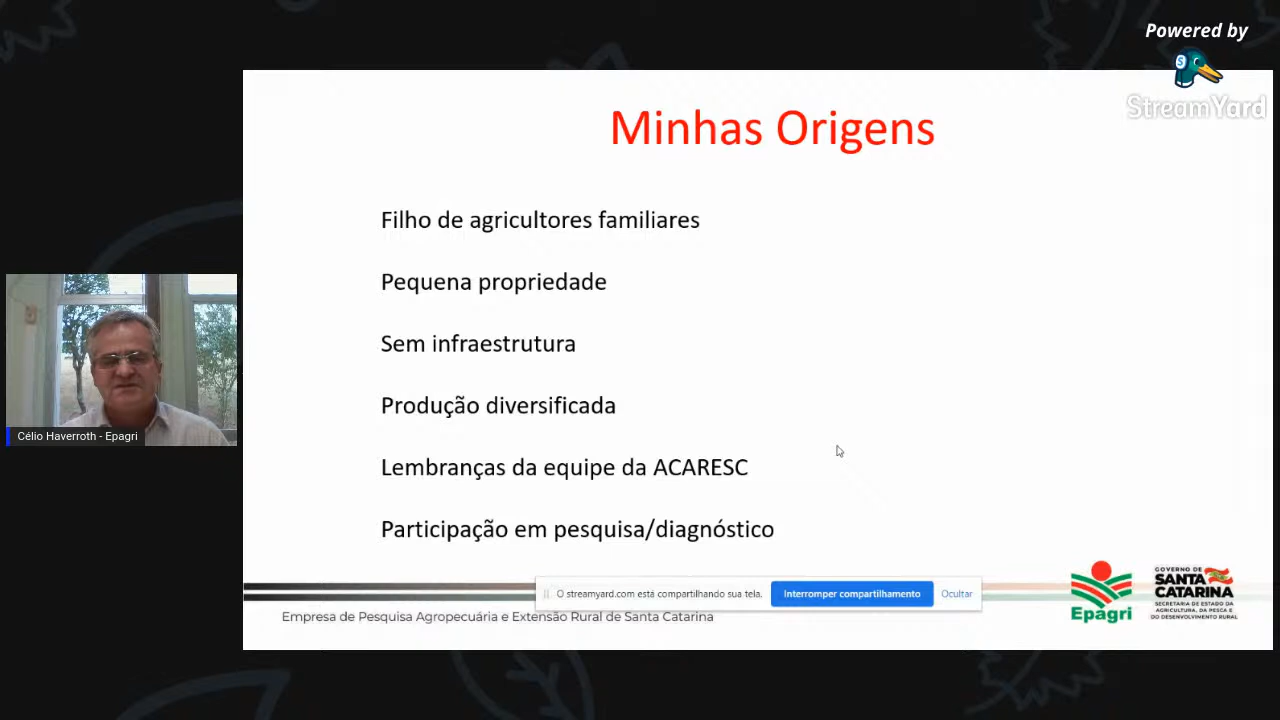 Powered by
StreamYard
Minhas Origens
Filho de agricultores familiares
Pequena propriedade
Sem infraestrutura
Produção diversificada
Lembranças da equipe da ACARESC
Participação em pesquisa/diagnóstico
Célio Haverroth - Epagri
O streamyard.com está compartilhando sua tela.
Interromper compartilhamento
Ocultar
Empresa de Pesquisa Agropecuária e Extensão Rural de Santa Catarina
Epagri
GOVERNO DE
SANTA
CATARINA
SECRETARIA DE ESTADO DA
AGRICULTURA, DA PESCA E
DO DESENVOLVIMENTO RURAL